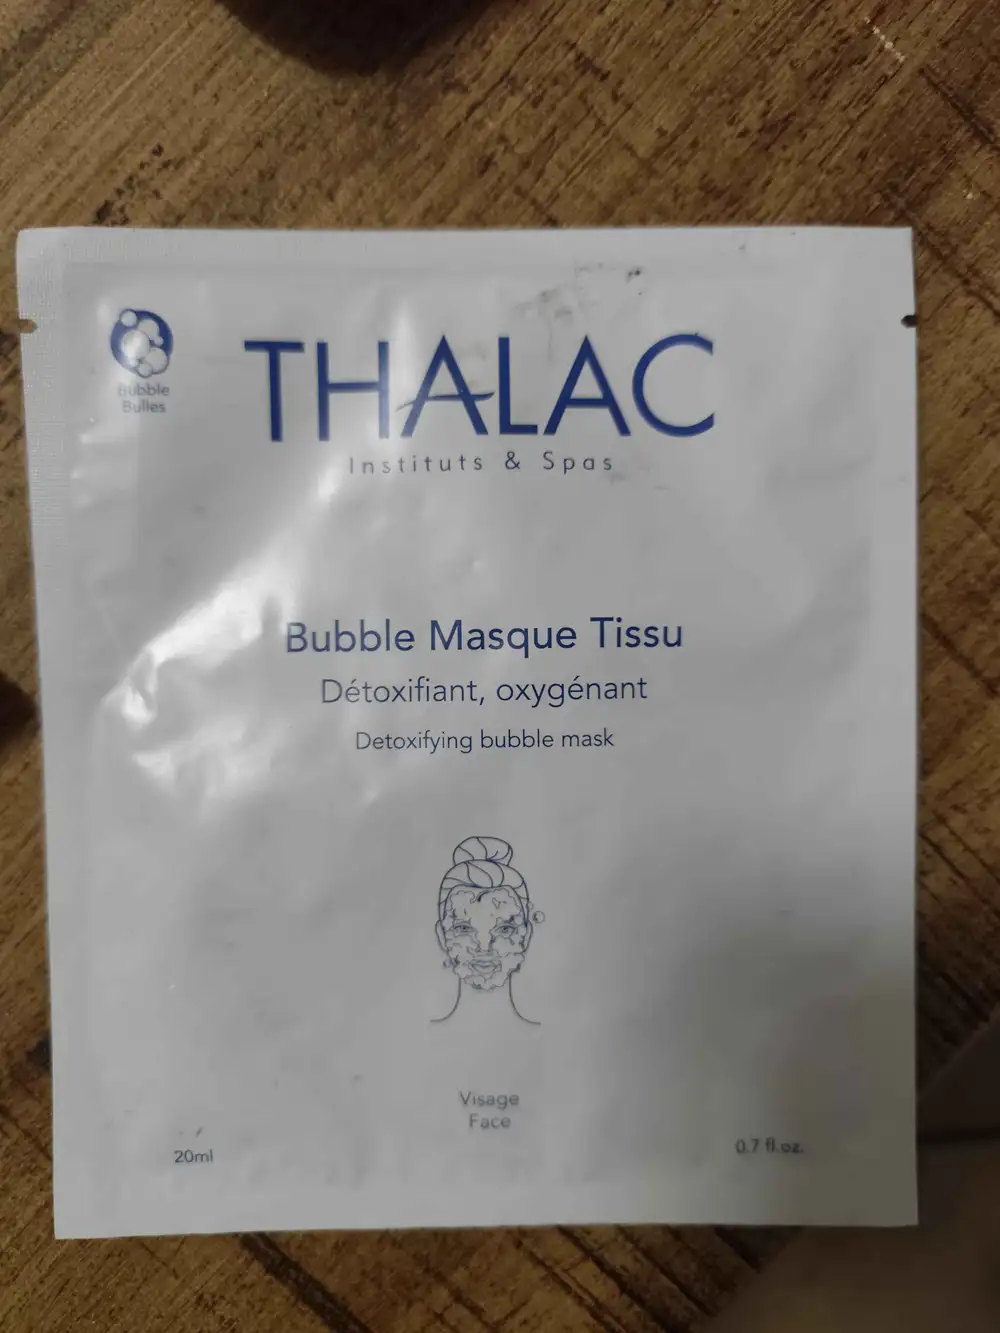 Bubble
Bulles
THALAC
Instituts & Spas
Bubble Masque Tissu
Détoxifiant, oxygénant
Detoxifying bubble mask
Visage
Face
20ml
0.7 fl.oz.